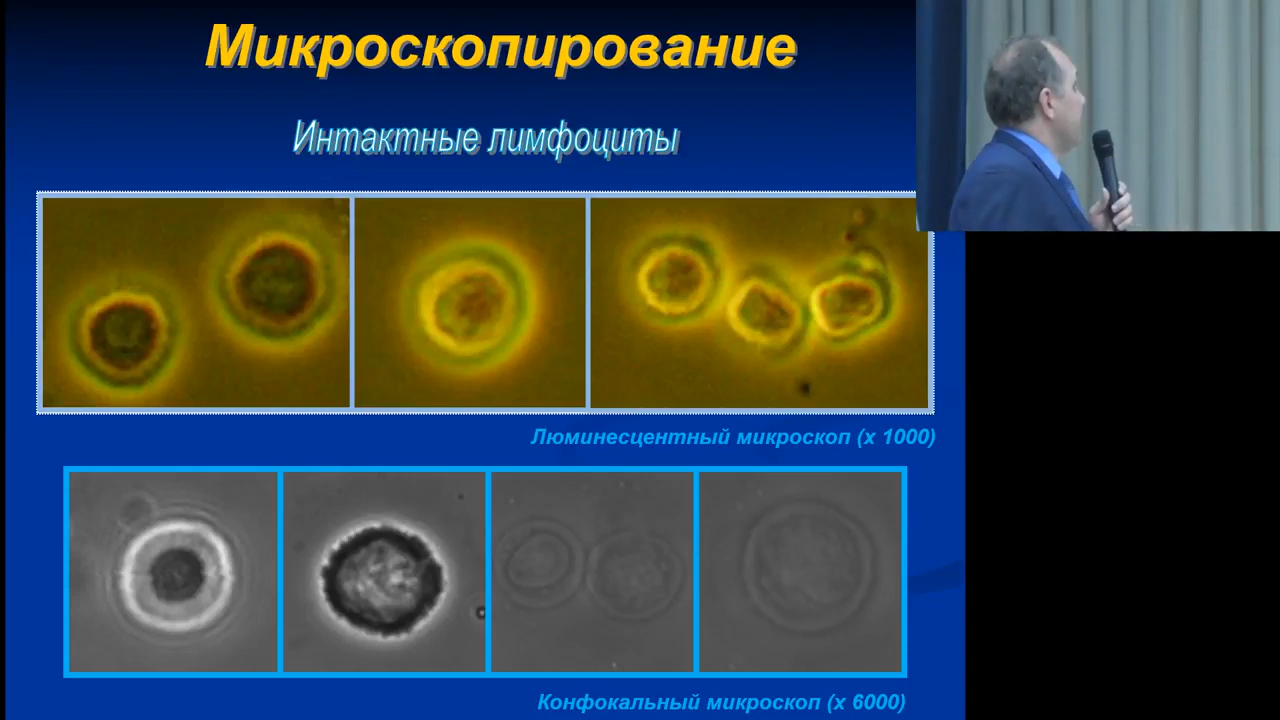 Микроскопирование
Интактные лимфоциты
Люминесцентный микроскоп (х 1000)
Конфокальный микроскоп (х 6000)